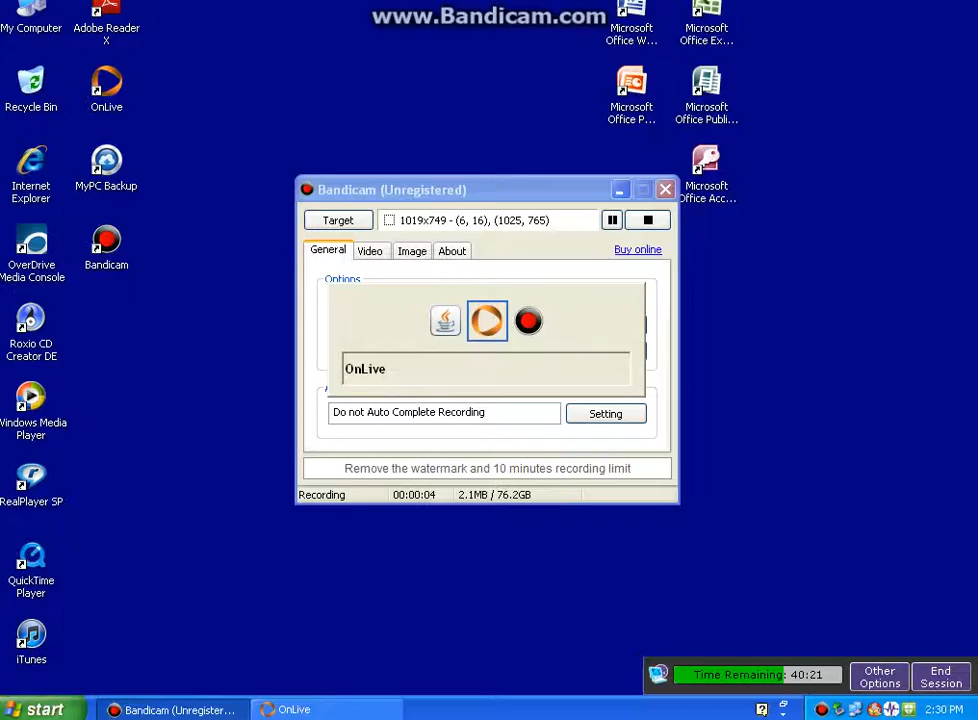 www.Bandicam.com
My Computer
Adobe Reader
X
Microsoft
Office W...
Microsoft
Office Ex...
Recycle Bin
OnLive
Microsoft
Office P...
Microsoft
Office Publi...
Internet
Explorer
MyPC Backup
Microsoft
Office Acc...
OverDrive
Media Console
Bandicam
Roxio CD
Creator DE
Windows Media
Player
RealPlayer SP
QuickTime
Player
iTunes
Bandicam (Unregistered)
Target
1019x749 - (6, 16), (1025, 765)
General
Video
Image
About
Buy online
Options
OnLive
Do not Auto Complete Recording
Setting
Remove the watermark and 10 minutes recording limit
Recording
00:00:04
2.1MB / 76.2GB
Time Remaining: 40:21
Other
Options
End
Session
start
Bandicam (Unregister...
OnLive
2:30 PM